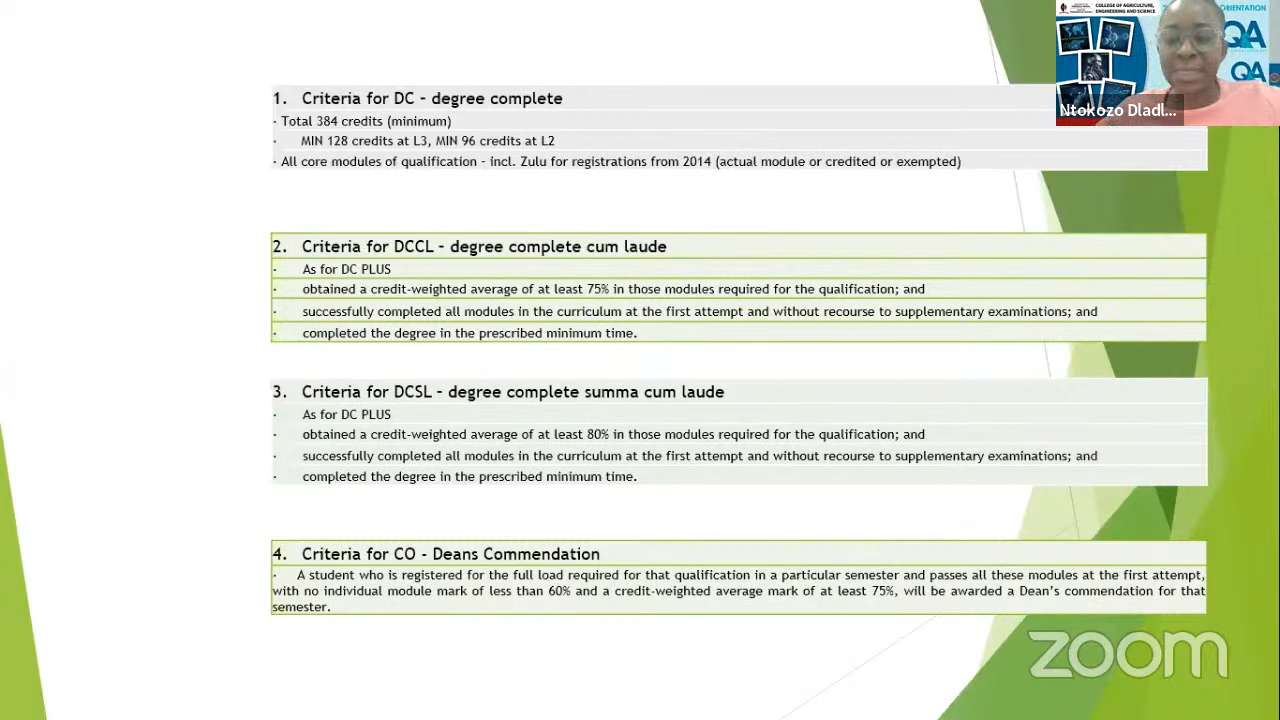 COLLEGE OF AGRICULTURE,
ENGINEERING AND SCIENCE
ORIENTATION
QA
QA
Ntokozo Dladl...
1. Criteria for DC – degree complete
· Total 384 credits (minimum)
· MIN 128 credits at L3, MIN 96 credits at L2
· All core modules of qualification – incl. Zulu for registrations from 2014 (actual module or credited or exempted)
2. Criteria for DCCL – degree complete cum laude
· As for DC PLUS
· obtained a credit-weighted average of at least 75% in those modules required for the qualification; and
· successfully completed all modules in the curriculum at the first attempt and without recourse to supplementary examinations; and
· completed the degree in the prescribed minimum time.
3. Criteria for DCSL – degree complete summa cum laude
· As for DC PLUS
· obtained a credit-weighted average of at least 80% in those modules required for the qualification; and
· successfully completed all modules in the curriculum at the first attempt and without recourse to supplementary examinations; and
· completed the degree in the prescribed minimum time.
4. Criteria for CO - Deans Commendation
· A student who is registered for the full load required for that qualification in a particular semester and passes all these modules at the first attempt,
with no individual module mark of less than 60% and a credit-weighted average mark of at least 75%, will be awarded a Dean's commendation for that
semester.
zoom